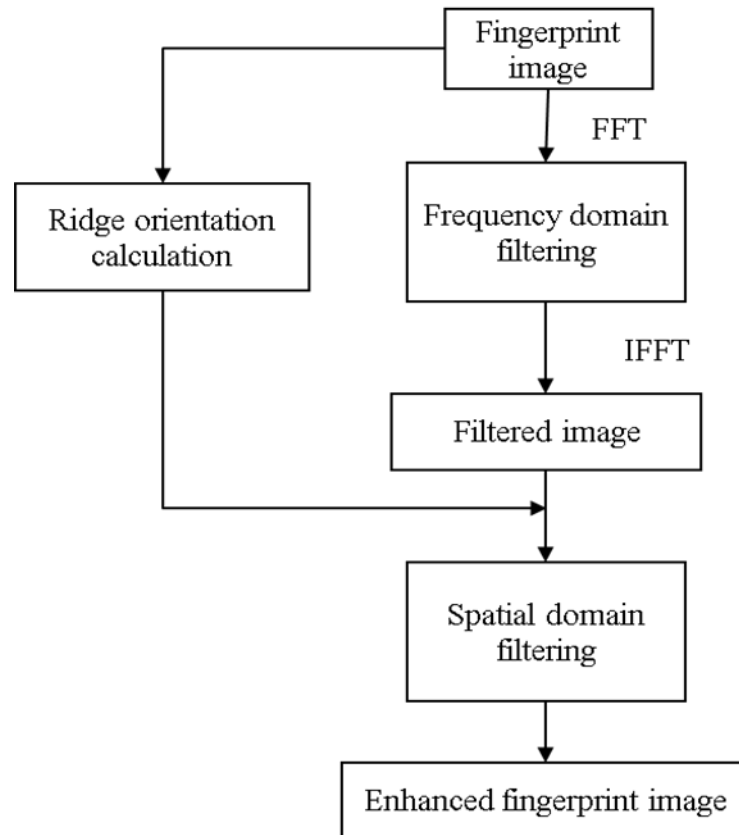 Fingerprint
image
FFT
Ridge orientation
calculation
Frequency domain
filtering
IFFT
Filtered image
Spatial domain
filtering
Enhanced fingerprint image